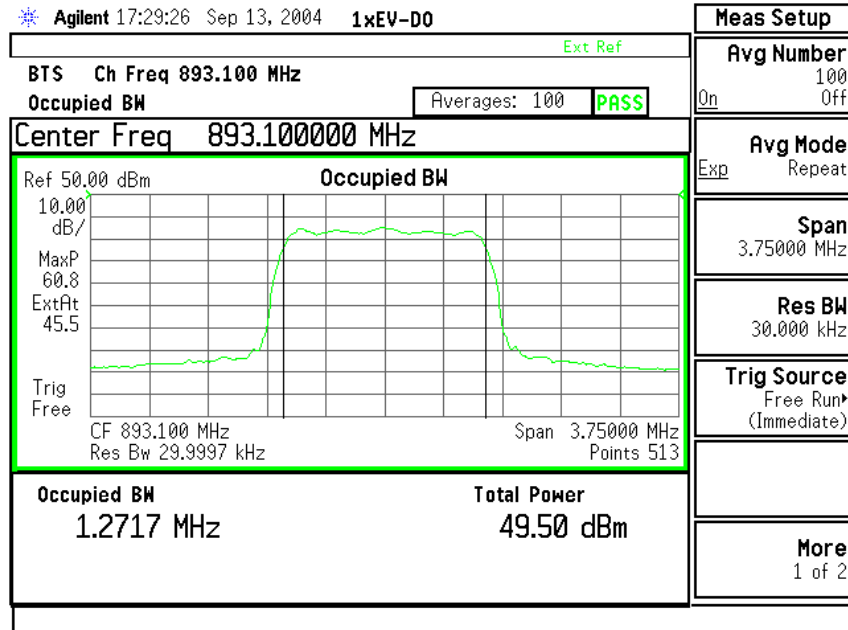 Agilent 17:29:26 Sep 13, 2004 1xEV-DO
Ext Ref
BTS Ch Freq 893.100 MHz
Occupied BW Averages: 100 PASS
Center Freq 893.100000 MHz
Ref 50.00 dBm Occupied BW
10.00
dB/
MaxP
60.8
ExtAt
45.5
Trig
Free
CF 893.100 MHz Span 3.75000 MHz
Res Bw 29.9997 kHz Points 513
Occupied BW Total Power
1.2717 MHz 49.50 dBm
Meas Setup
Avg Number
100
On Off
Avg Mode
Exp Repeat
Span
3.75000 MHz
Res BW
30.000 kHz
Trig Source
Free Run
(Immediate)
More
1 of 2